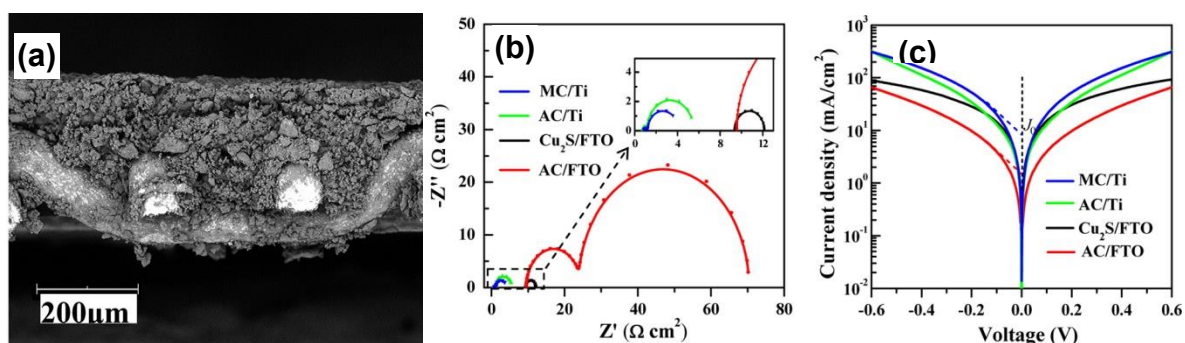 (a)
200μm
(b)
50
40
30
20
10
0
-Z'' (Ω cm²)
MC/Ti
AC/Ti
Cu₂S/FTO
AC/FTO
4
2
0
0 4 8 12
0 20 40 60 80
Z' (Ω cm²)
(c)
10³
10²
10¹
10⁰
10⁻¹
10⁻²
Current density (mA/cm²)
J₀
MC/Ti
AC/Ti
Cu₂S/FTO
AC/FTO
-0.6 -0.4 -0.2 0.0 0.2 0.4 0.6
Voltage (V)